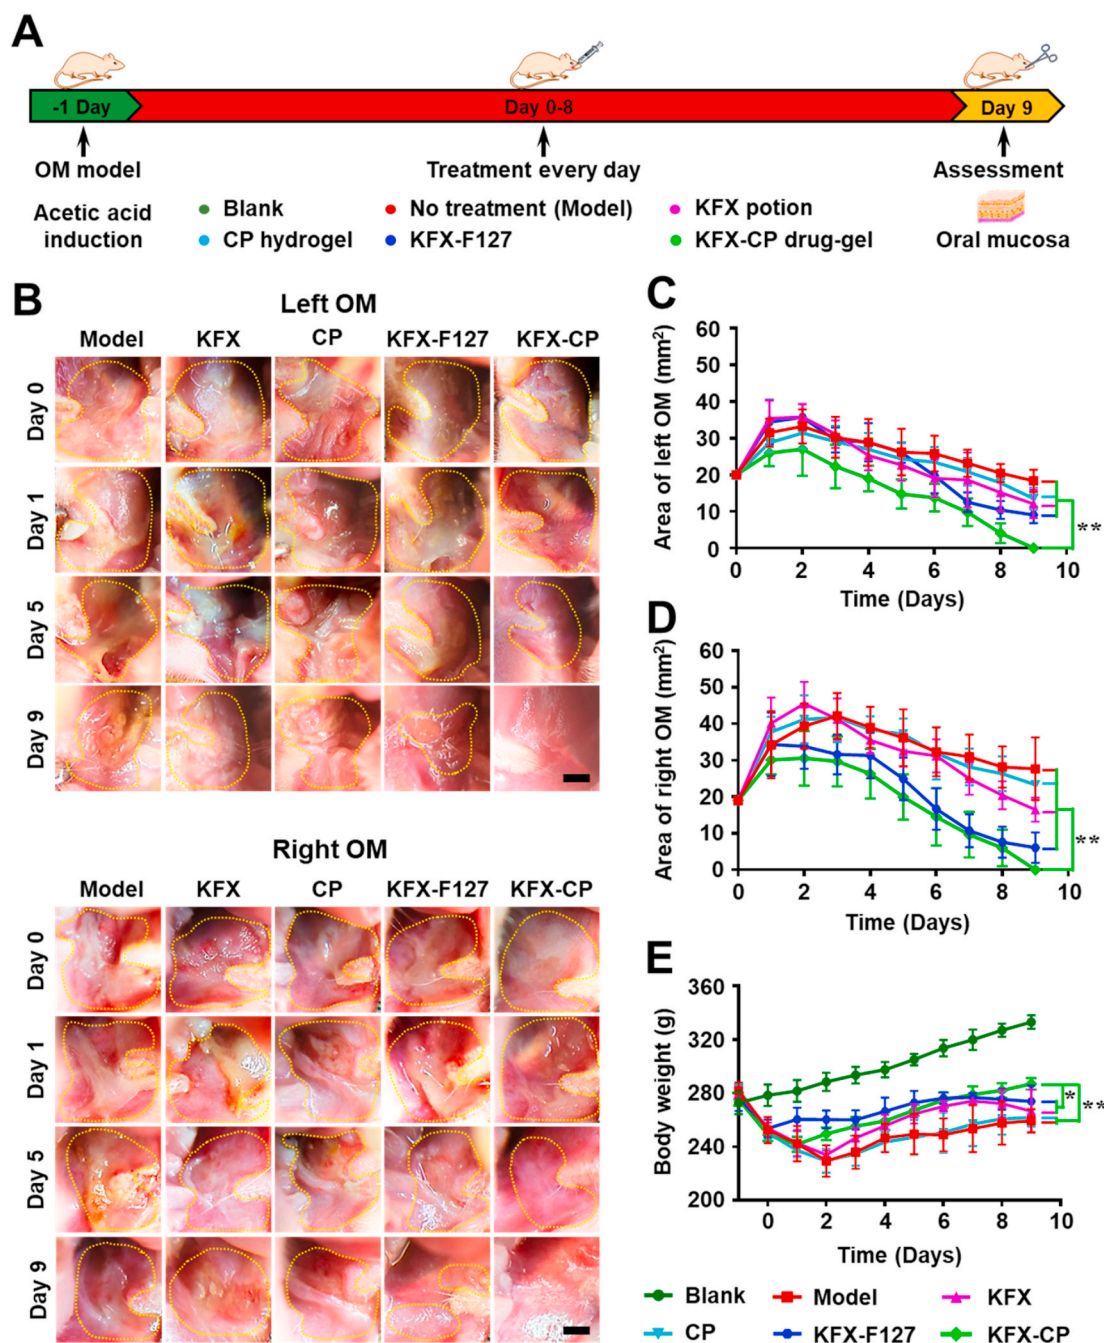 A
-1 Day
Day 0-8
Day 9
OM model
Treatment every day
Assessment
Acetic acid
induction
Blank
No treatment (Model)
KFX potion
CP hydrogel
KFX-F127
KFX-CP drug-gel
Oral mucosa
B
Left OM
Model
KFX
CP
KFX-F127
KFX-CP
Day 0
Day 1
Day 5
Day 9
Right OM
Model
KFX
CP
KFX-F127
KFX-CP
Day 0
Day 1
Day 5
Day 9
C
Area of left OM (mm²)
60
50
40
30
20
10
0
0 2 4 6 8 10
Time (Days)
**
D
Area of right OM (mm²)
60
50
40
30
20
10
0
0 2 4 6 8 10
Time (Days)
**
E
Body weight (g)
360
320
280
240
200
0 2 4 6 8 10
Time (Days)
*
**
Blank
Model
KFX
CP
KFX-F127
KFX-CP